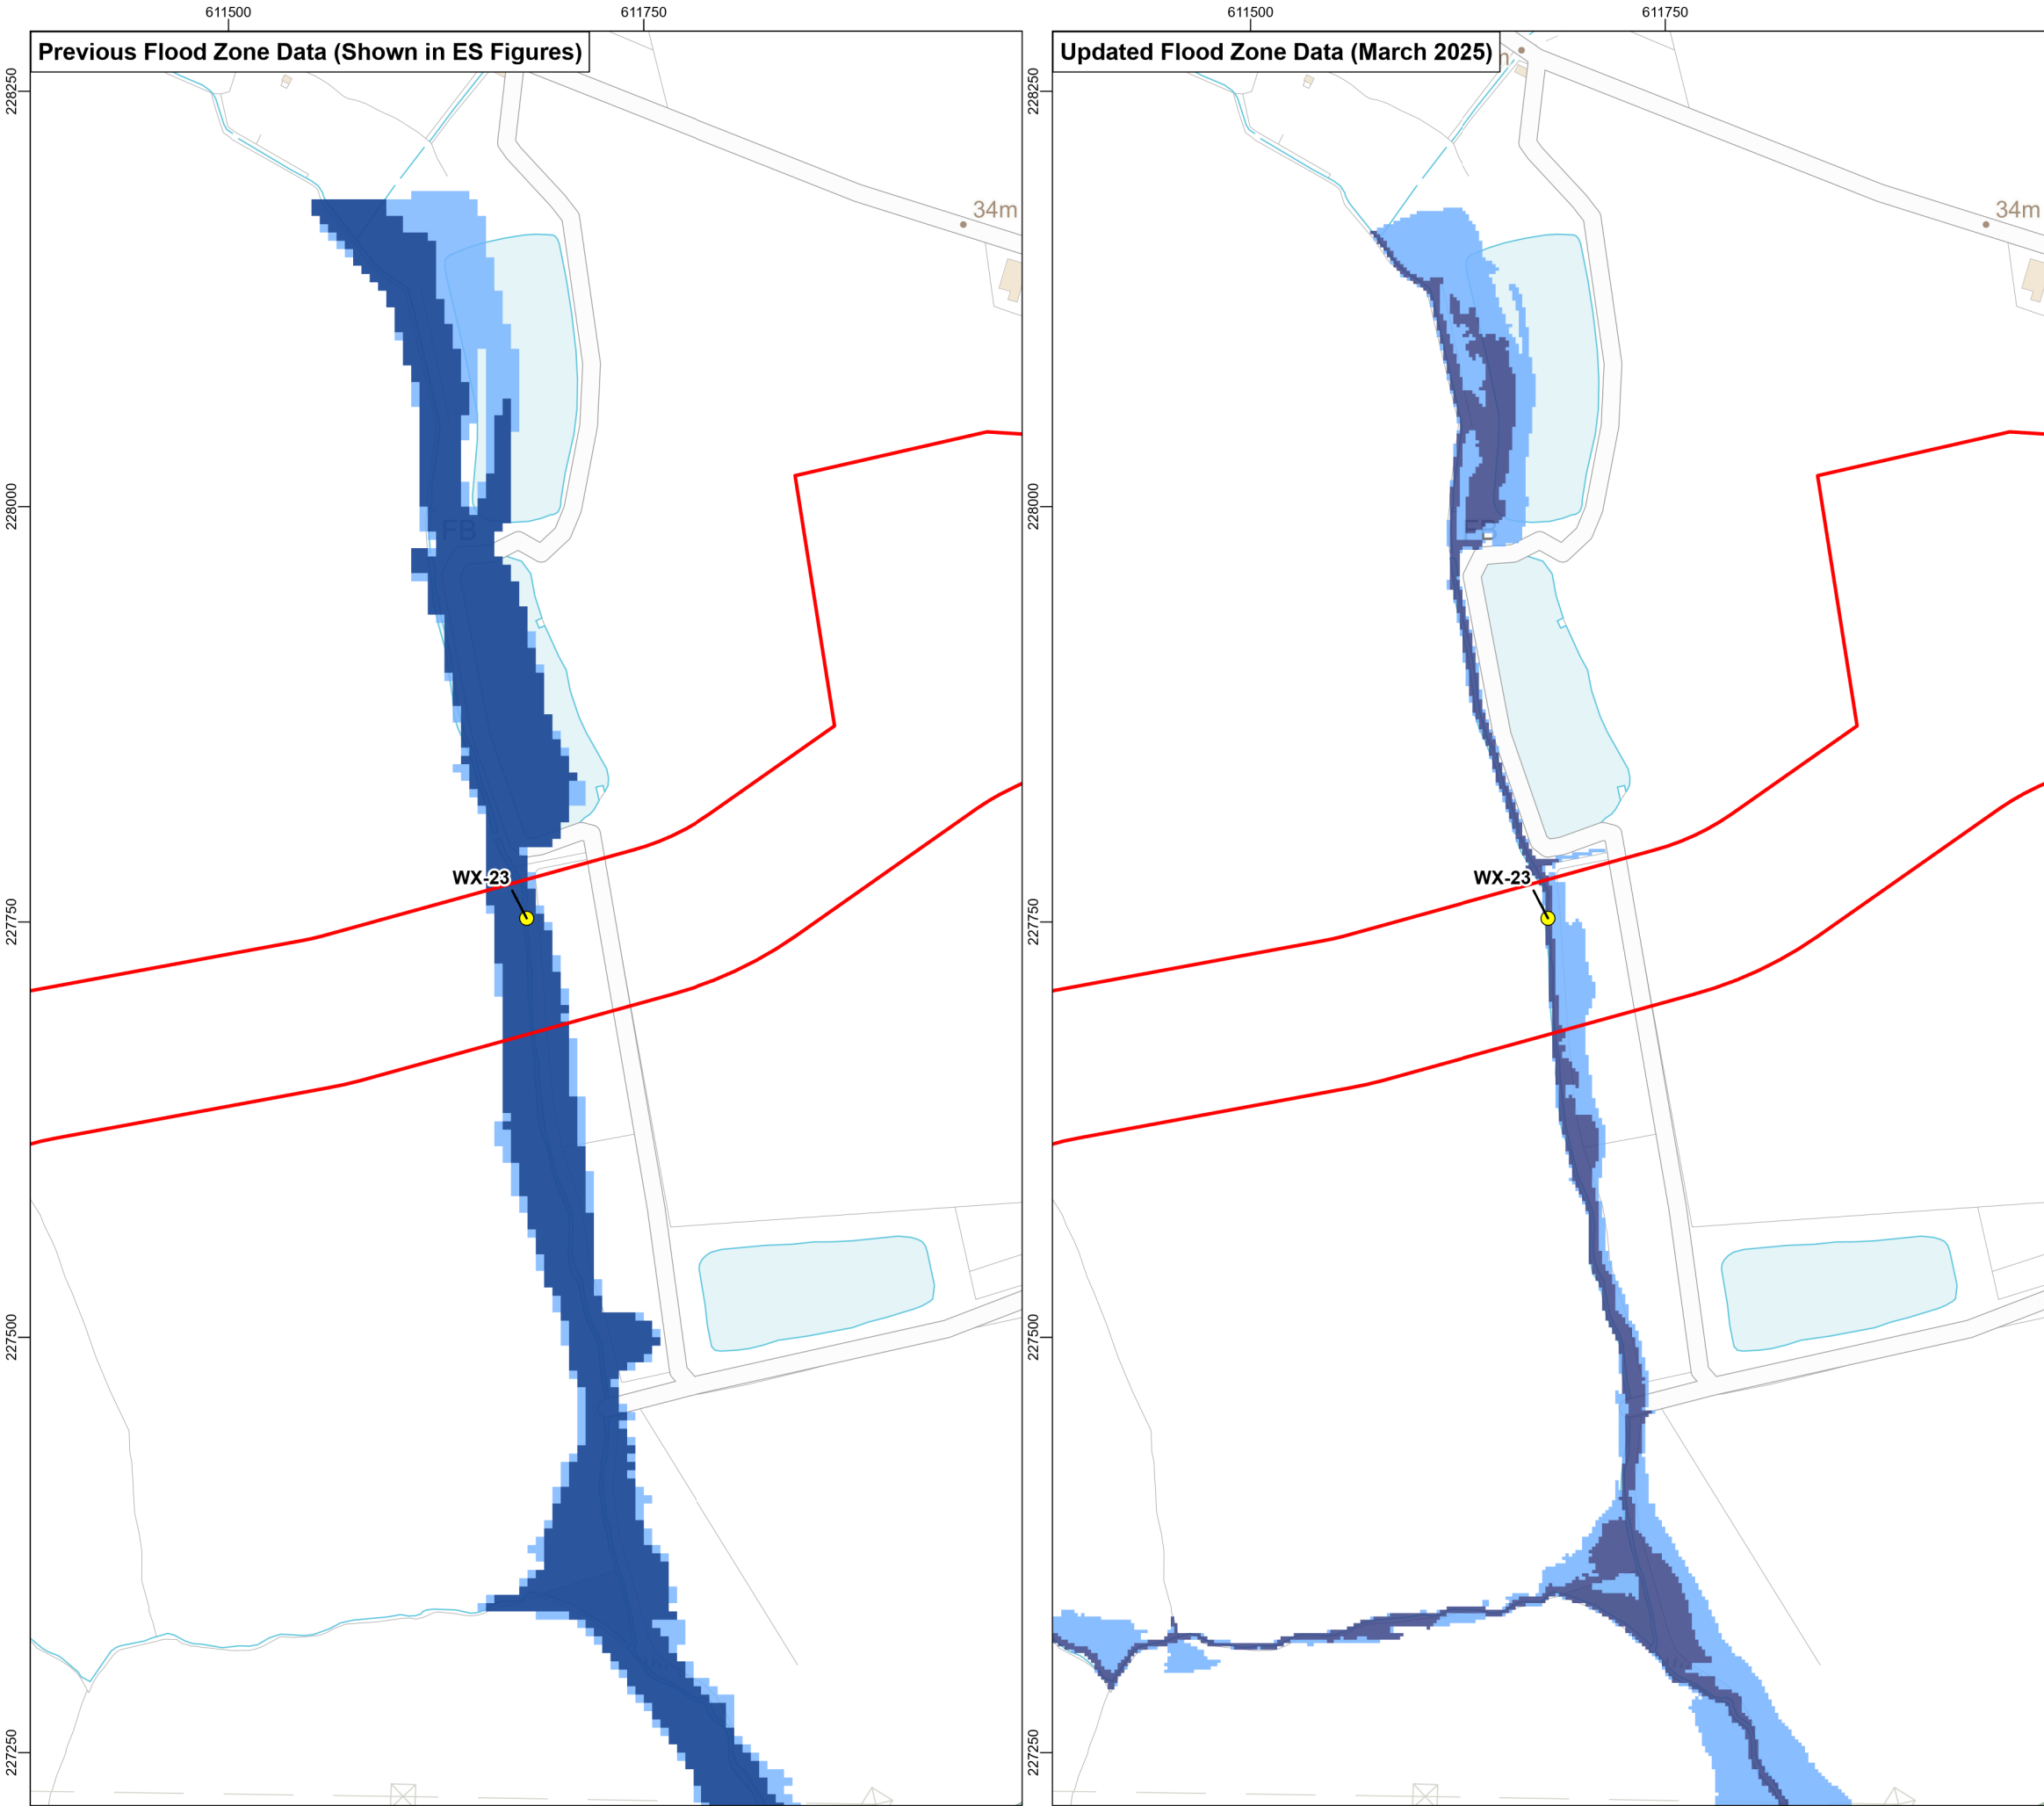 611500
611750
611500
611750
Previous Flood Zone Data (Shown in ES Figures)
Updated Flood Zone Data (March 2025)
m
228250
228250
34m
34m
228000
228000
FB
WX-23
WX-23
227750
227750
227500
227500
227250
227250